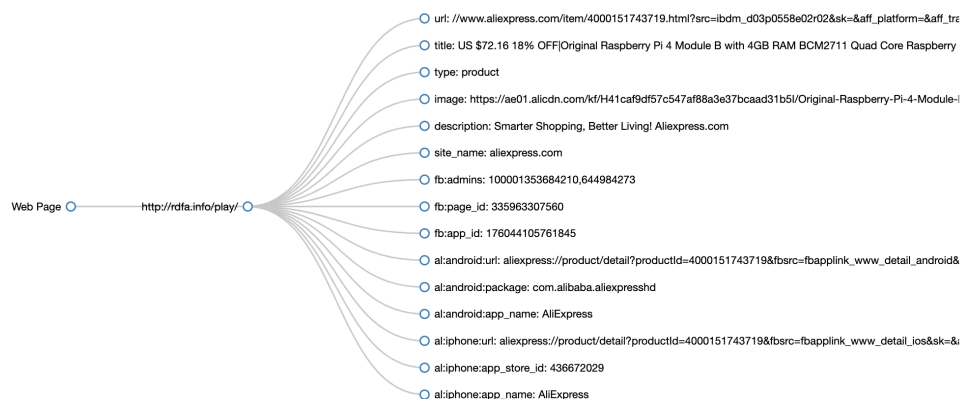 url: //www.aliexpress.com/item/4000151743719.html?src=ibdm_d03p0558e02r02&sk=&aff_platform=&aff_tra
title: US $72.16 18% OFF|Original Raspberry Pi 4 Module B with 4GB RAM BCM2711 Quad Core Raspberry
type: product
image: https://ae01.alicdn.com/kf/H41caf9df57c547af88a3e37bcaad31b5l/Original-Raspberry-Pi-4-Module-
description: Smarter Shopping, Better Living! Aliexpress.com
site_name: aliexpress.com
fb:admins: 100001353684210,644984273
Web Page http://rdfa.info/play/ fb:page_id: 335963307560
fb:app_id: 176044105761845
al:android:url: aliexpress://product/detail?productId=4000151743719&fbsrc=fbapplink_www_detail_android&
al:android:package: com.alibaba.aliexpresshd
al:android:app_name: AliExpress
al:iphone:url: aliexpress://product/detail?productId=4000151743719&fbsrc=fbapplink_www_detail_ios&sk=&
al:iphone:app_store_id: 436672029
al:iphone:app_name: AliExpress